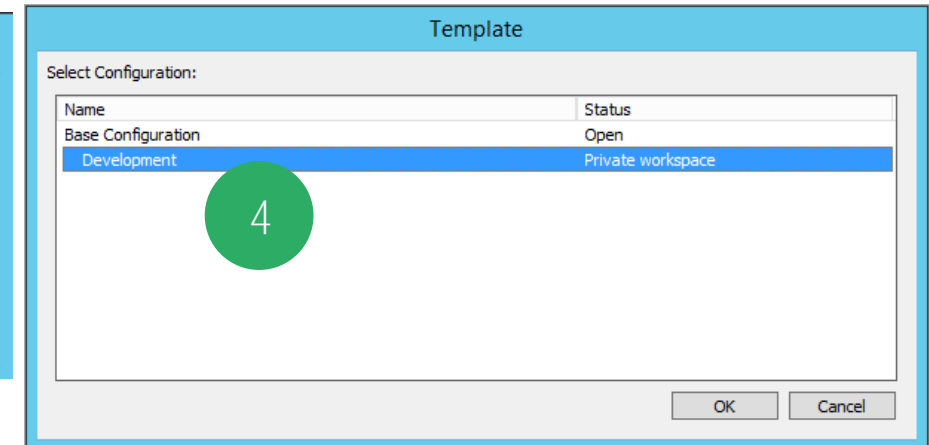 Template
Select Configuration:
Name Status
Base Configuration Open
Development Private workspace
4
OK Cancel